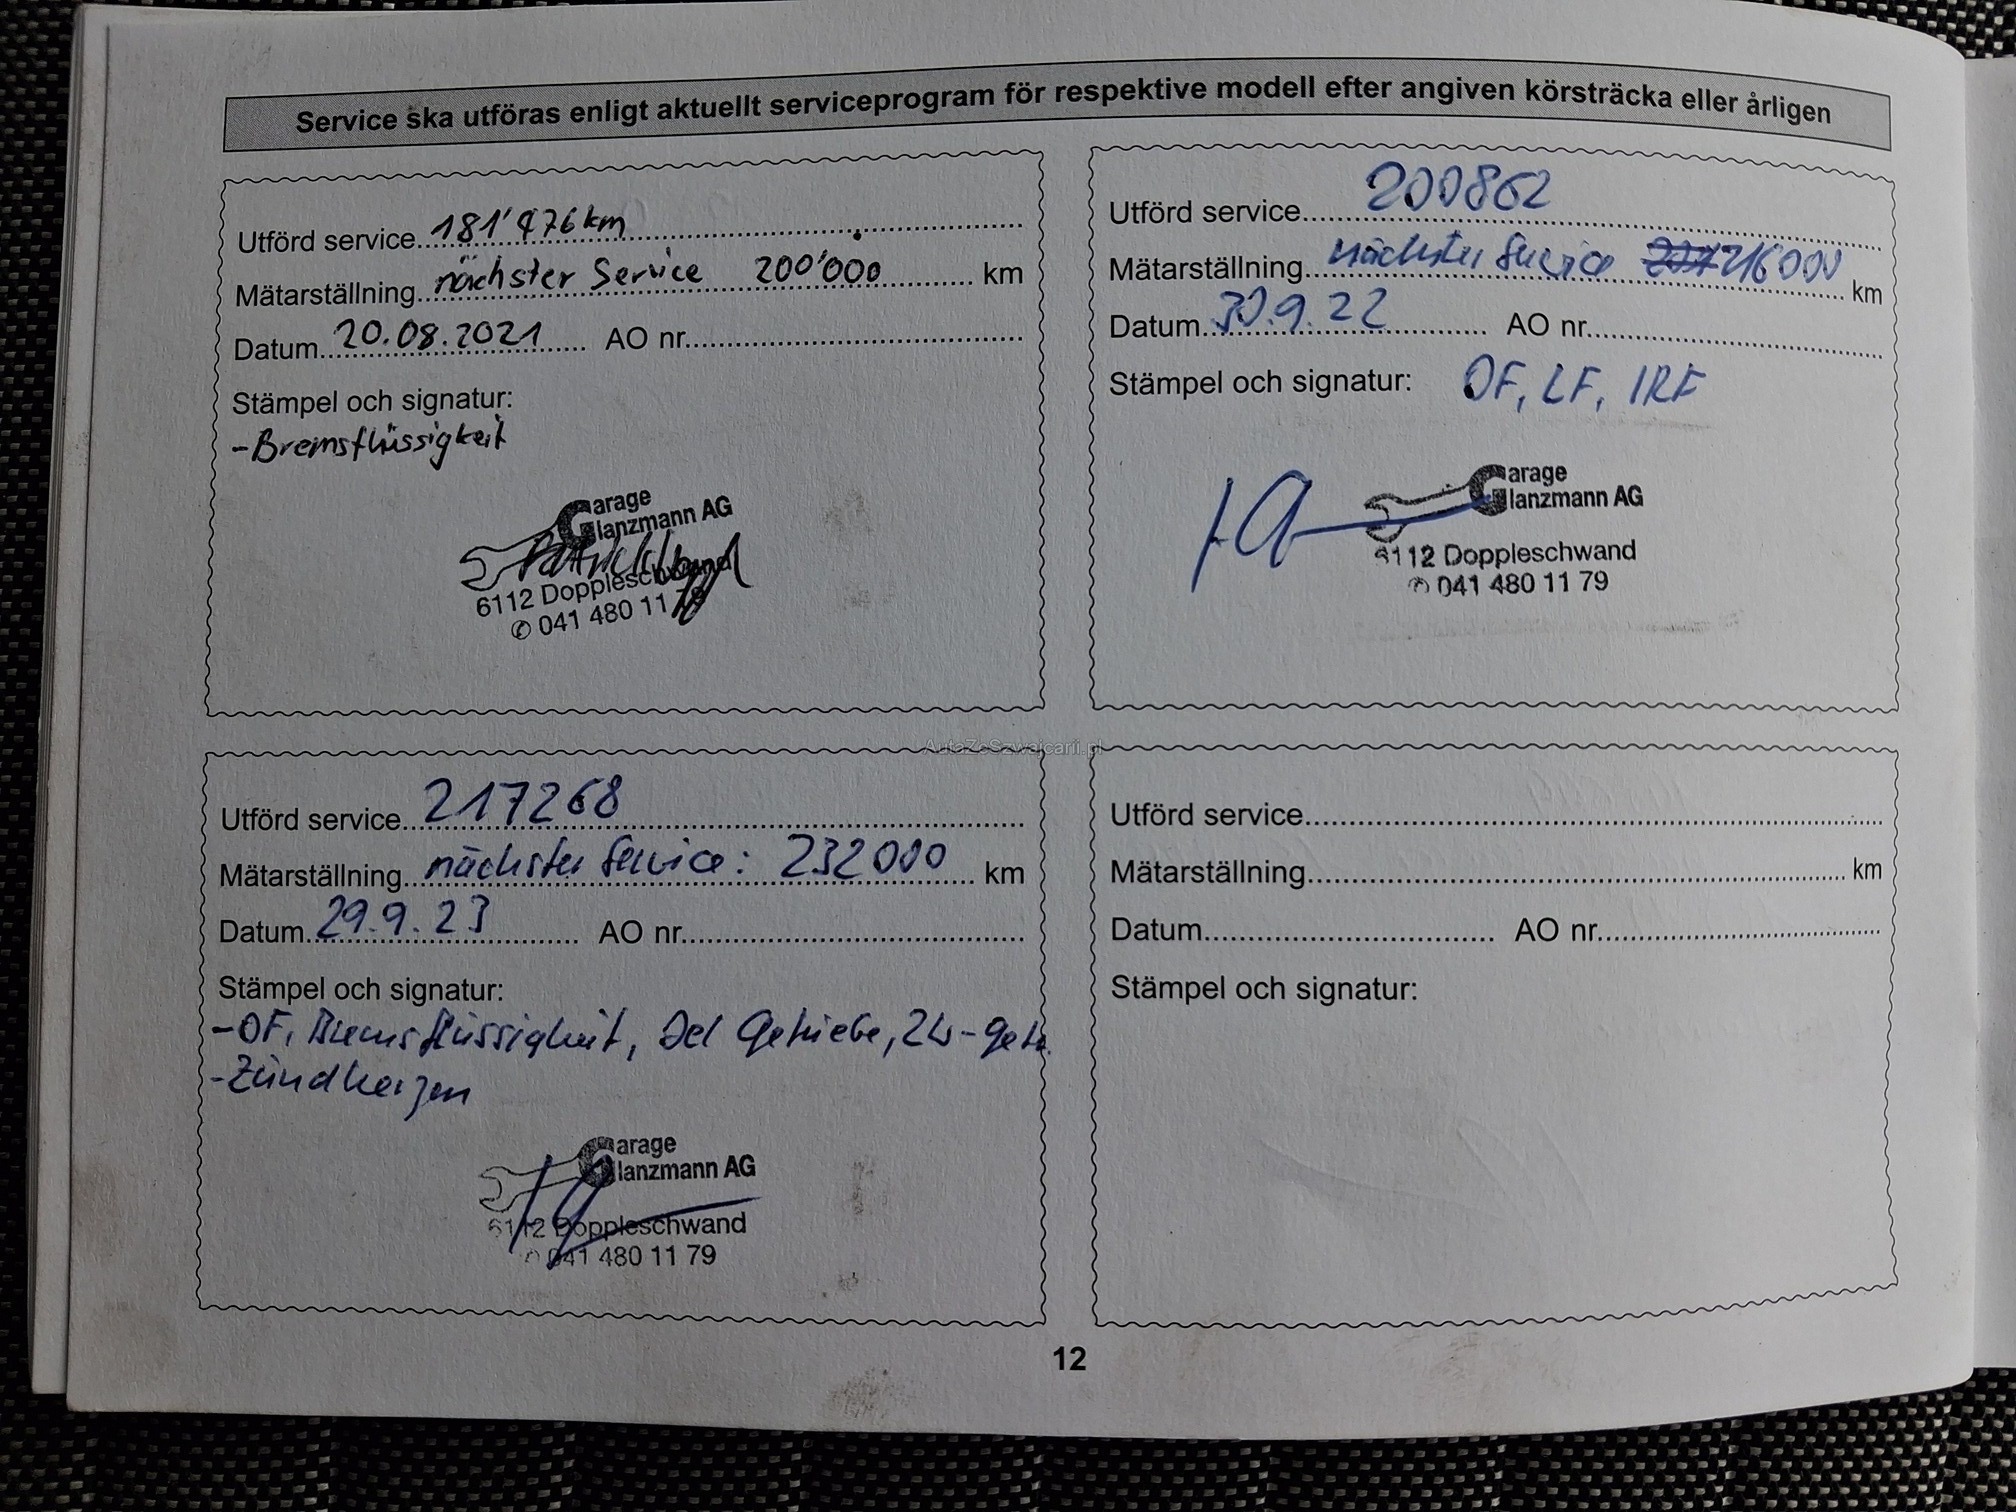 Service ska utföras enligt aktuellt serviceprogram för respektive modell efter angiven körsträcka eller årligen
Utförd service 181'476 km
Mätarställning nächster Service 200'000 km
Datum 20.08.2021 AO nr
Stämpel och signatur:
-Bremsflüssigkeit
Garage
Glanzmann AG
6112 Doppleschwand
✆ 041 480 11 79
Utförd service 200862
Mätarställning nächster Service 216000 km
Datum 30.9.22 AO nr
Stämpel och signatur: OF, LF, IRF
Garage
Glanzmann AG
6112 Doppleschwand
✆ 041 480 11 79
AutaZeSzwajcarii.pl
Utförd service 217268
Mätarställning nächster Service: 232000 km
Datum 29.9.23 AO nr
Stämpel och signatur:
-OF, Bremsflüssigkeit, Oel Getriebe,
-Zündkerzen
Garage
Glanzmann AG
6112 Doppleschwand
✆ 041 480 11 79
Utförd service
Mätarställning km
Datum AO nr
Stämpel och signatur:
12